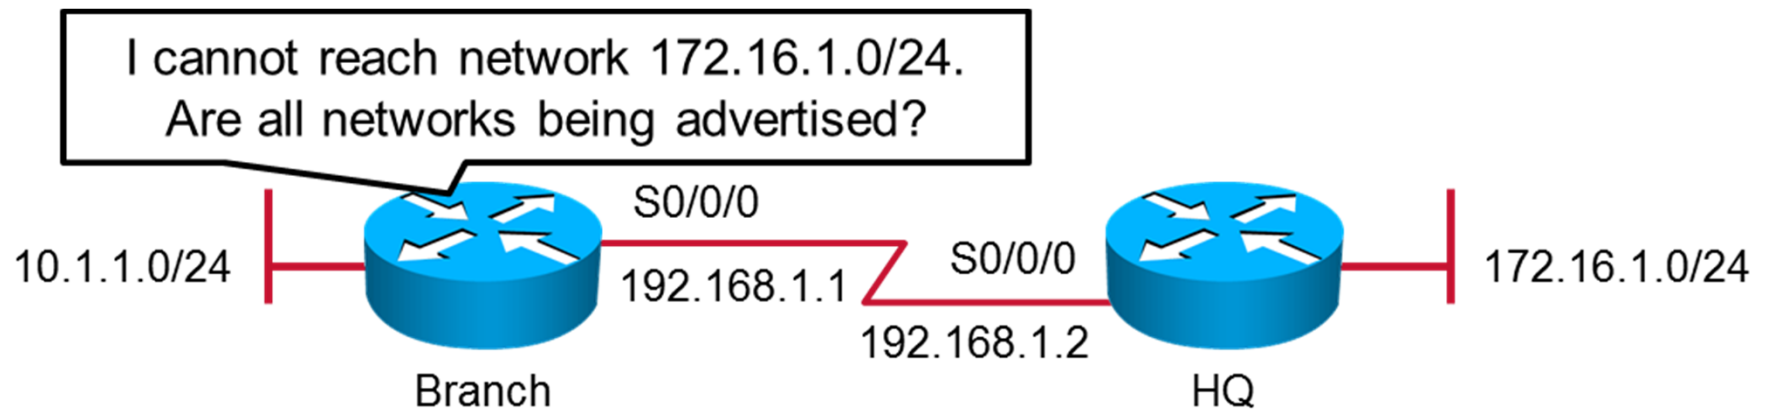 I cannot reach network 172.16.1.0/24.
Are all networks being advertised?
S0/0/0
10.1.1.0/24
192.168.1.1
S0/0/0
172.16.1.0/24
192.168.1.2
Branch
HQ